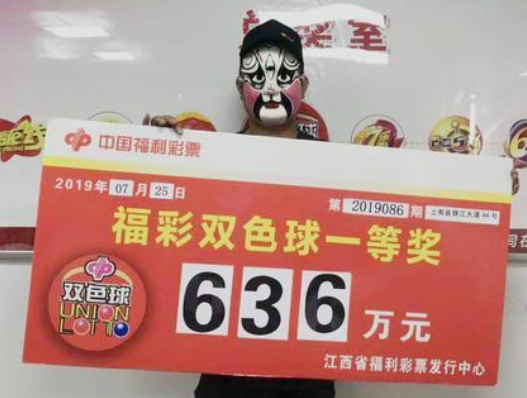 中国福利彩票
2019年07月25日
第2019086期 上高县锦江大道44号
福彩双色球一等奖
双色球
UNION
LOTTO
636万元
江西省福利彩票发行中心